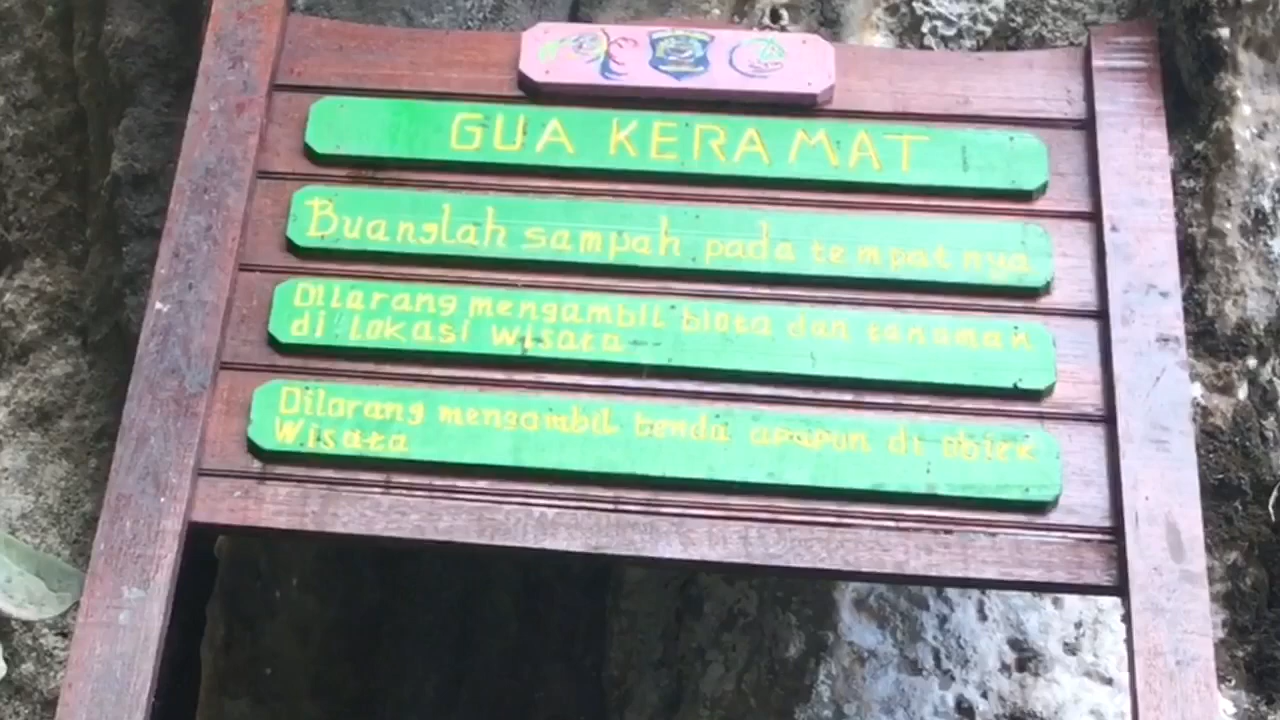 GUA KERAMAT
Buanglah sampah pada tempatnya
Dilarang mengambil biota dan tanaman
di lokasi wisata
Dilarang mengambil benda apapun di obiek
Wisata